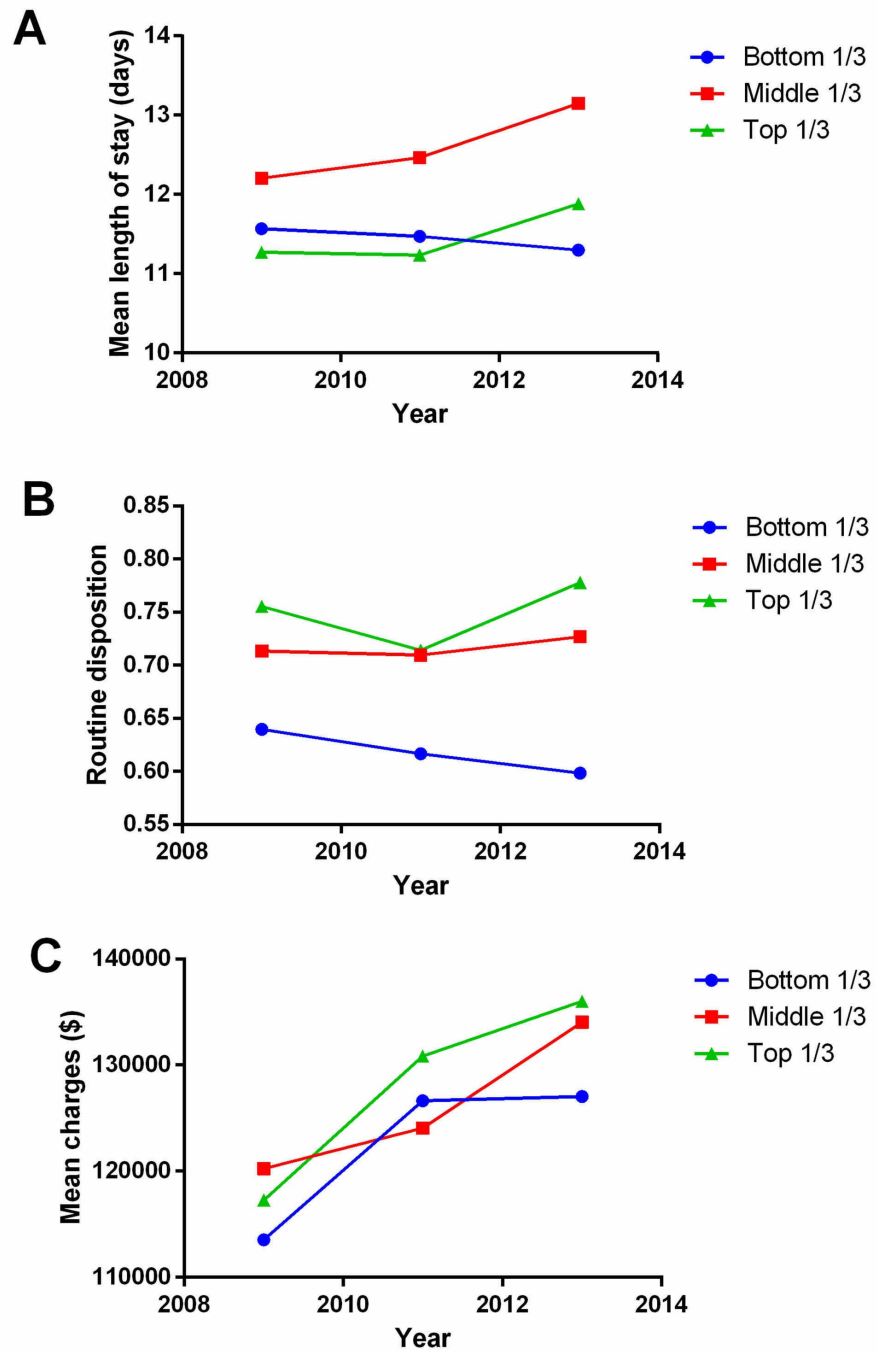 A
Mean length of stay (days)
14
13
12
11
10
2008 2010 2012 2014
Year
Bottom 1/3
Middle 1/3
Top 1/3
B
Routine disposition
0.85
0.80
0.75
0.70
0.65
0.60
0.55
2008 2010 2012 2014
Year
Bottom 1/3
Middle 1/3
Top 1/3
C
Mean charges ($)
140000
130000
120000
110000
2008 2010 2012 2014
Year
Bottom 1/3
Middle 1/3
Top 1/3